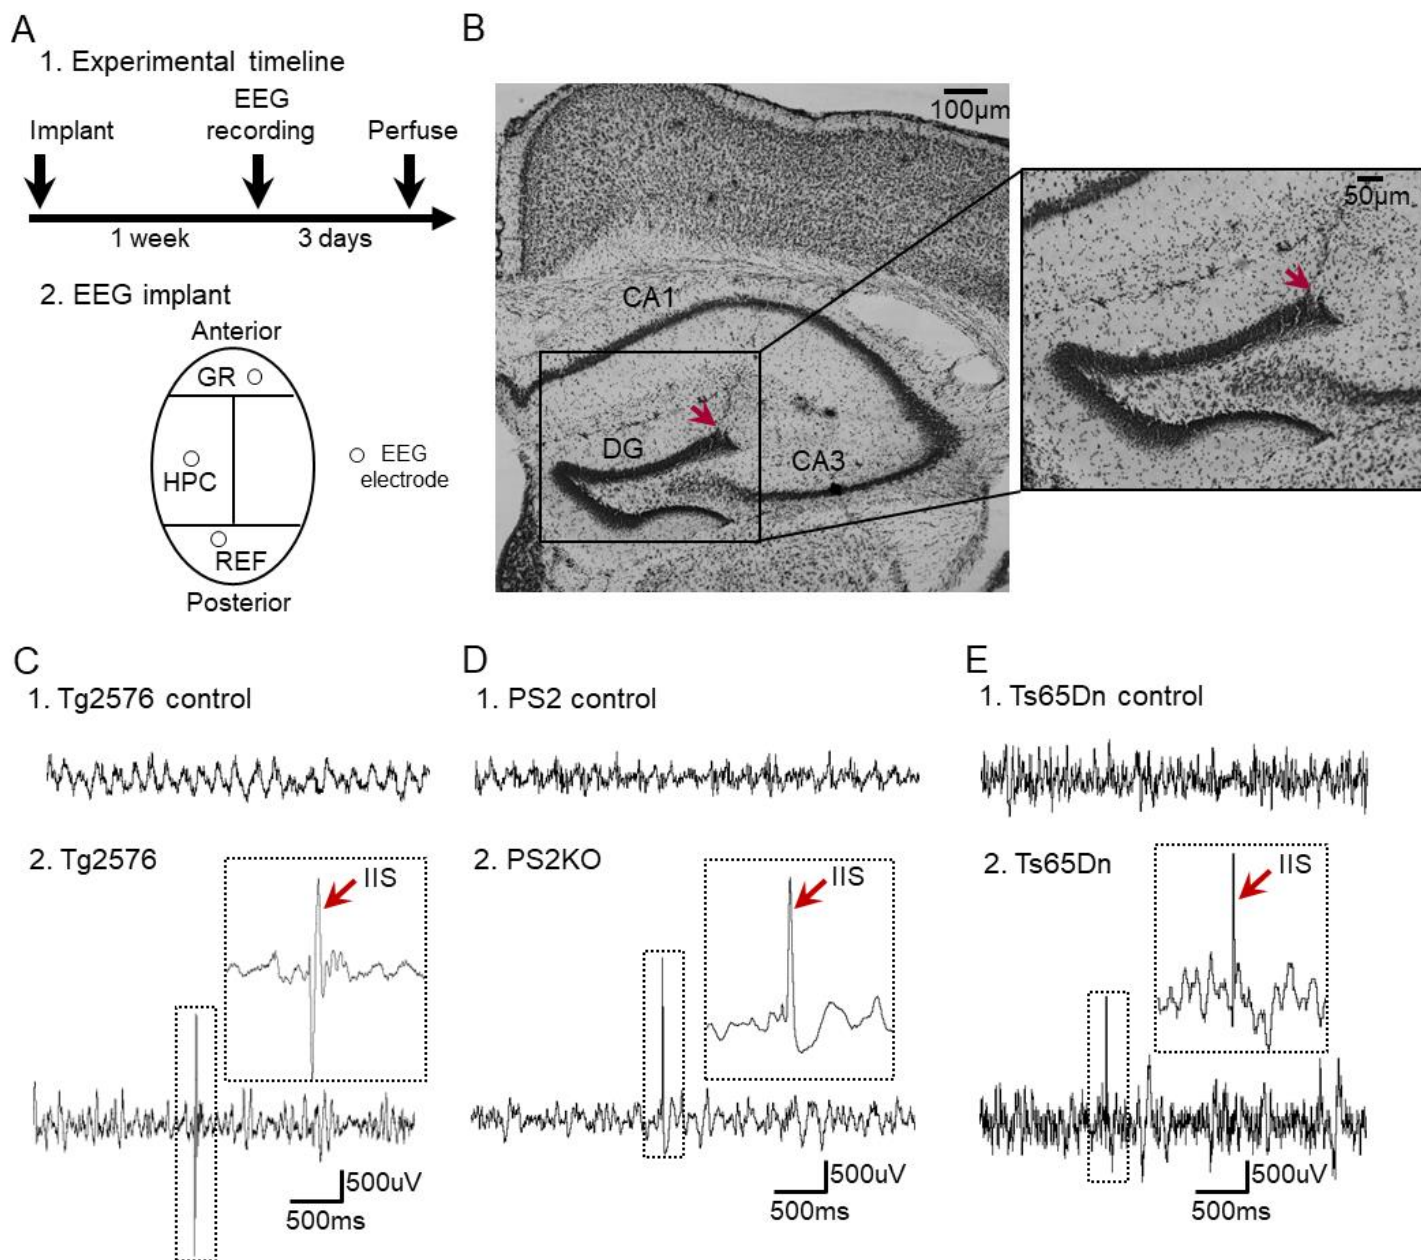 A
1. Experimental timeline
Implant
EEG
recording
Perfuse
1 week
3 days
2. EEG implant
Anterior
GR
HPC
REF
Posterior
EEG
electrode
B
100µm
CA1
DG
CA3
50µm
C
1. Tg2576 control
2. Tg2576
IIS
500uV
500ms
D
1. PS2 control
2. PS2KO
IIS
500uV
500ms
E
1. Ts65Dn control
2. Ts65Dn
IIS
500uV
500ms